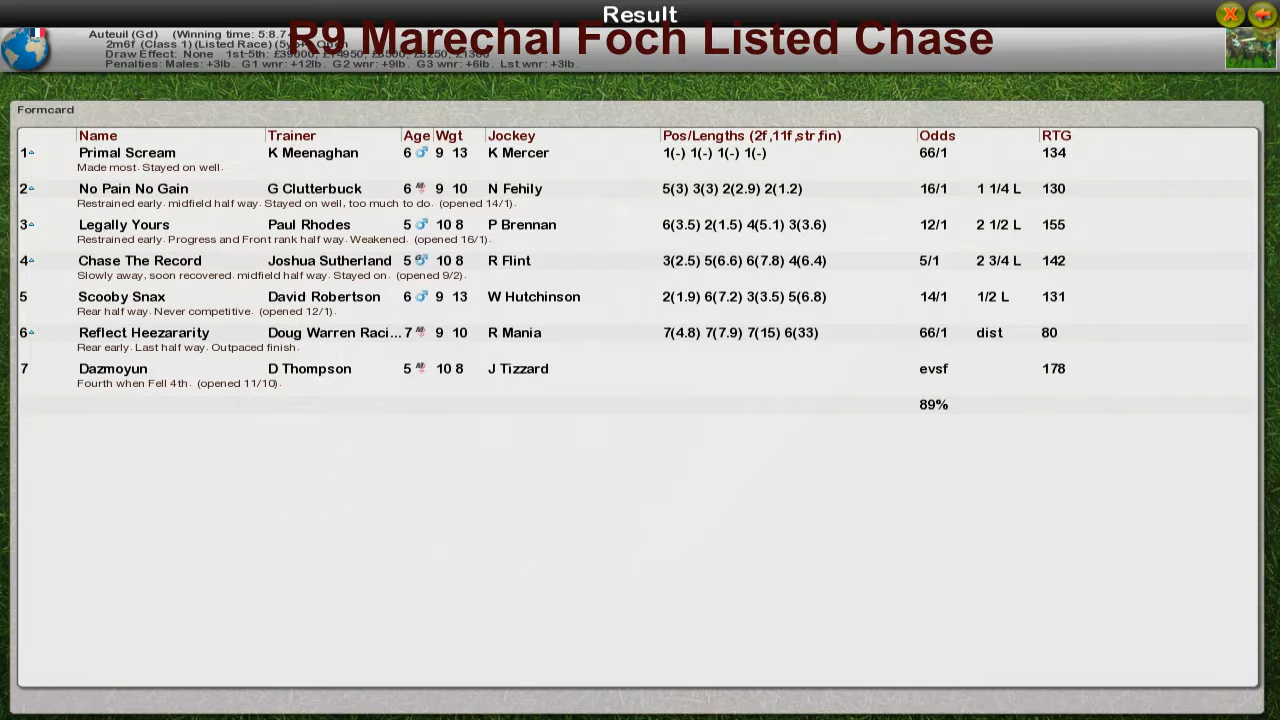 Result
R9 Marechal Foch Listed Chase
Auteuil (Gd) (Winning time: 5:8.7
2m6f (Class 1) (Listed Race)
Draw Effect: None 1st-5th:
Penalties: Males: +3lb. G1 wnr: +12lb. G2 wnr: +9lb. G3 wnr: +6lb. Lst wnr: +3lb.
Formcard
Name Trainer Age Wgt Jockey Pos/Lengths (2f,11f,str,fin) Odds RTG
1 Primal Scream K Meenaghan 6 9 13 K Mercer 1(-) 1(-) 1(-) 1(-) 66/1 134
Made most. Stayed on well.
2 No Pain No Gain G Clutterbuck 6 9 10 N Fehily 5(3) 3(3) 2(2.9) 2(1.2) 16/1 1 1/4 L 130
Restrained early. midfield half way. Stayed on well, too much to do. (opened 14/1).
3 Legally Yours Paul Rhodes 5 10 8 P Brennan 6(3.5) 2(1.5) 4(5.1) 3(3.6) 12/1 2 1/2 L 155
Restrained early. Progress and Front rank half way. Weakened. (opened 16/1).
4 Chase The Record Joshua Sutherland 5 10 8 R Flint 3(2.5) 5(6.6) 6(7.8) 4(6.4) 5/1 2 3/4 L 142
Slowly away, soon recovered. midfield half way. Stayed on. (opened 9/2).
5 Scooby Snax David Robertson 6 9 13 W Hutchinson 2(1.9) 6(7.2) 3(3.5) 5(6.8) 14/1 1/2 L 131
Rear half way. Never competitive. (opened 12/1).
6 Reflect Heezararity Doug Warren Raci... 7 9 10 R Mania 7(4.8) 7(7.9) 7(15) 6(33) 66/1 dist 80
Rear early. Last half way. Outpaced finish.
7 Dazmoyun D Thompson 5 10 8 J Tizzard evsf 178
Fourth when Fell 4th. (opened 11/10).
89%